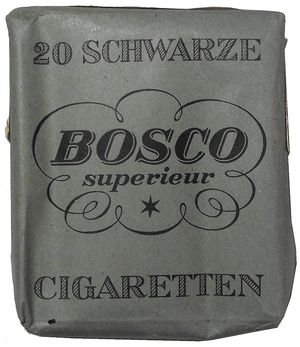 20 SCHWARZE
BOSCO
superieur
CIGARETTEN